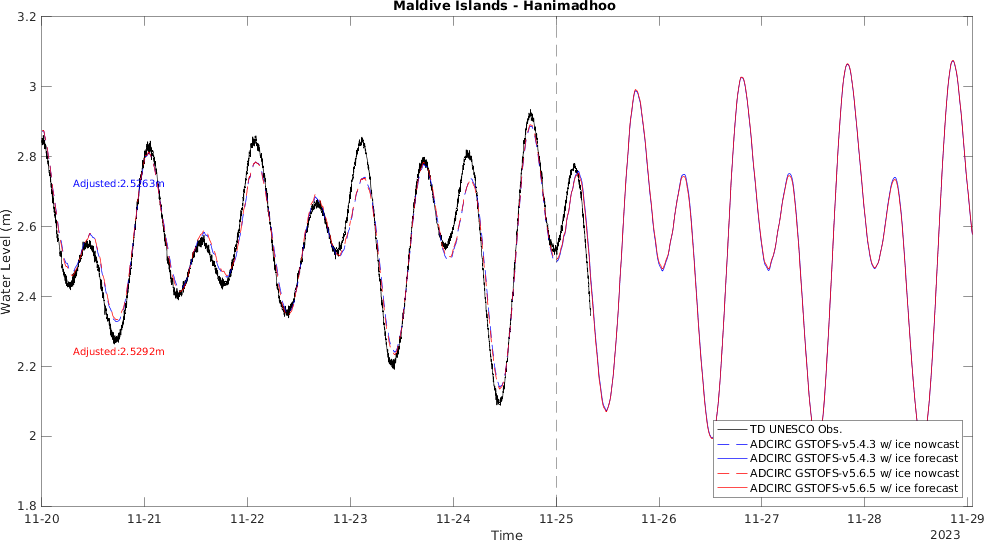 Maldive Islands - Hanimadhoo
3.2
3
2.8
2.6
2.4
2.2
2
1.8
Water Level (m)
Adjusted:2.5263m
Adjusted:2.5292m
TD UNESCO Obs.
ADCIRC GSTOFS-v5.4.3 w/ ice nowcast
ADCIRC GSTOFS-v5.4.3 w/ ice forecast
ADCIRC GSTOFS-v5.6.5 w/ ice nowcast
ADCIRC GSTOFS-v5.6.5 w/ ice forecast
11-20 11-21 11-22 11-23 11-24 11-25 11-26 11-27 11-28 11-29
Time
2023